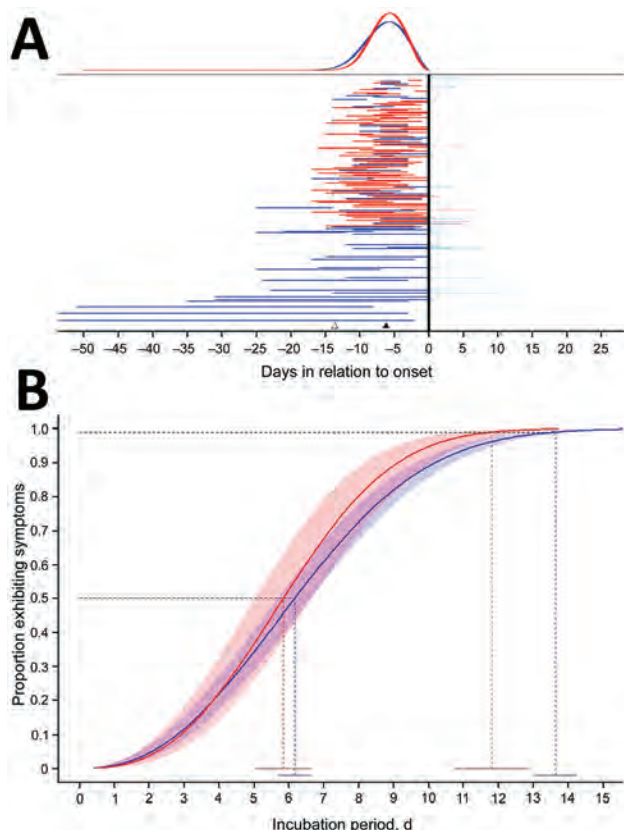 A
–50 –45 –40 –35 –30 –25 –20 –15 –10 –5 0 5 10 15 20 25
Days in relation to onset
B
1.0
0.9
0.8
0.7
0.6
0.5
0.4
0.3
0.2
0.1
0
Proportion exhibiting symptoms
0 1 2 3 4 5 6 7 8 9 10 11 12 13 14 15
Incubation period, d